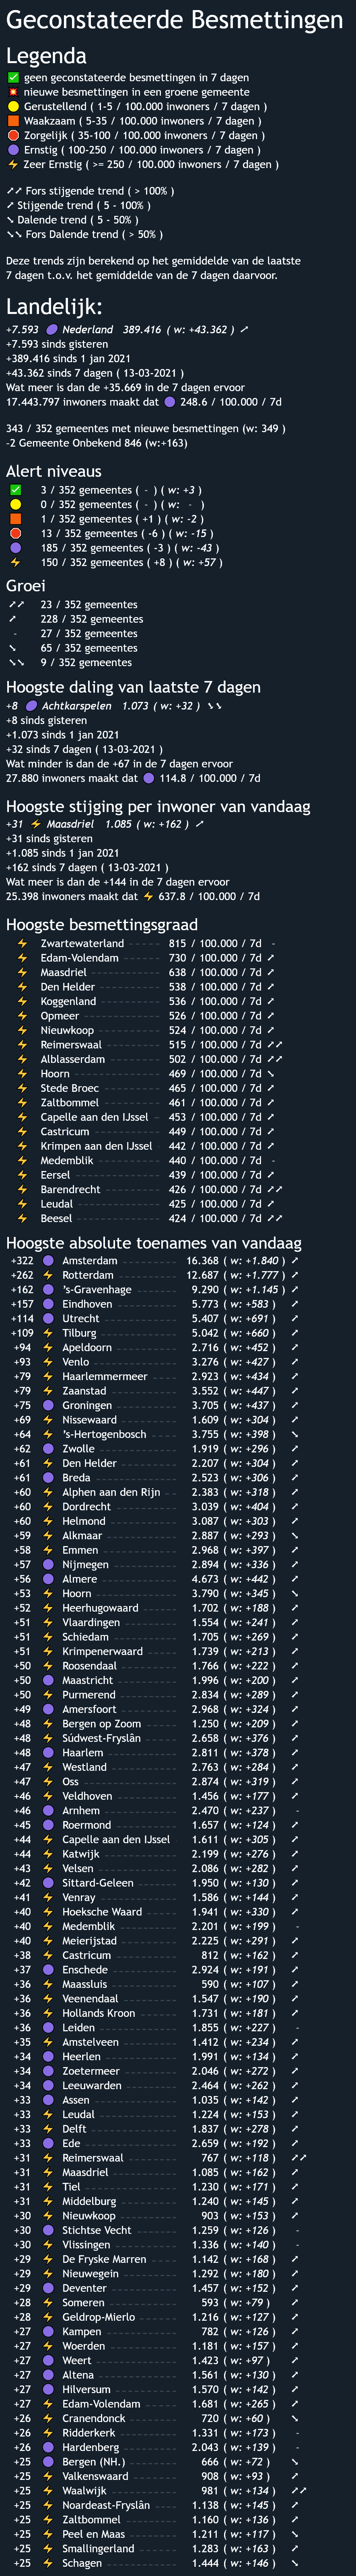 Geconstateerde Besmettingen
Legenda
geen geconstateerde besmettingen in 7 dagen
nieuwe besmettingen in een groene gemeente
Gerustellend ( 1-5 / 100.000 inwoners / 7 dagen )
Waakzaam ( 5-35 / 100.000 inwoners / 7 dagen )
Zorgelijk ( 35-100 / 100.000 inwoners / 7 dagen )
Ernstig ( 100-250 / 100.000 inwoners / 7 dagen )
Zeer Ernstig ( >= 250 / 100.000 inwoners / 7 dagen )
➚➚ Fors stijgende trend ( > 100% )
➚ Stijgende trend ( 5 - 100% )
➘ Dalende trend ( 5 - 50% )
➘➘ Fors Dalende trend ( > 50% )
Deze trends zijn berekend op het gemiddelde van de laatste
7 dagen t.o.v. het gemiddelde van de 7 dagen daarvoor.
Landelijk:
+7.593 Nederland 389.416 ( w: +43.362 ) ➚
+7.593 sinds gisteren
+389.416 sinds 1 jan 2021
+43.362 sinds 7 dagen ( 13-03-2021 )
Wat meer is dan de +35.669 in de 7 dagen ervoor
17.443.797 inwoners maakt dat 248.6 / 100.000 / 7d
343 / 352 gemeentes met nieuwe besmettingen (w: 349 )
-2 Gemeente Onbekend 846 (w:+163)
Alert niveaus
3 / 352 gemeentes ( - ) ( w: +3 )
0 / 352 gemeentes ( - ) ( w: - )
1 / 352 gemeentes ( +1 ) ( w: -2 )
13 / 352 gemeentes ( -6 ) ( w: -15 )
185 / 352 gemeentes ( -3 ) ( w: -43 )
150 / 352 gemeentes ( +8 ) ( w: +57 )
Groei
➚➚ 23 / 352 gemeentes
➚ 228 / 352 gemeentes
- 27 / 352 gemeentes
➘ 65 / 352 gemeentes
➘➘ 9 / 352 gemeentes
Hoogste daling van laatste 7 dagen
+8 Achtkarspelen 1.073 ( w: +32 ) ➘➘
+8 sinds gisteren
+1.073 sinds 1 jan 2021
+32 sinds 7 dagen ( 13-03-2021 )
Wat minder is dan de +67 in de 7 dagen ervoor
27.880 inwoners maakt dat 114.8 / 100.000 / 7d
Hoogste stijging per inwoner van vandaag
+31 Maasdriel 1.085 ( w: +162 ) ➚
+31 sinds gisteren
+1.085 sinds 1 jan 2021
+162 sinds 7 dagen ( 13-03-2021 )
Wat meer is dan de +144 in de 7 dagen ervoor
25.398 inwoners maakt dat 637.8 / 100.000 / 7d
Hoogste besmettingsgraad
Zwartewaterland 815 / 100.000 / 7d -
Edam-Volendam 730 / 100.000 / 7d ➚
Maasdriel 638 / 100.000 / 7d ➚
Den Helder 538 / 100.000 / 7d ➚
Koggenland 536 / 100.000 / 7d ➚
Opmeer 526 / 100.000 / 7d ➚
Nieuwkoop 524 / 100.000 / 7d ➚
Reimerswaal 515 / 100.000 / 7d ➚➚
Alblasserdam 502 / 100.000 / 7d ➚➚
Hoorn 469 / 100.000 / 7d ➘
Stede Broec 465 / 100.000 / 7d ➚
Zaltbommel 461 / 100.000 / 7d ➚
Capelle aan den IJssel 453 / 100.000 / 7d ➚
Castricum 449 / 100.000 / 7d ➚
Krimpen aan den IJssel 442 / 100.000 / 7d ➚
Medemblik 440 / 100.000 / 7d -
Eersel 439 / 100.000 / 7d ➚
Barendrecht 426 / 100.000 / 7d ➚➚
Leudal 425 / 100.000 / 7d ➚
Beesel 424 / 100.000 / 7d ➚➚
Hoogste absolute toenames van vandaag
+322 Amsterdam 16.368 ( w: +1.840 ) ➚
+262 Rotterdam 12.687 ( w: +1.777 ) ➚
+162 's-Gravenhage 9.290 ( w: +1.145 ) ➚
+157 Eindhoven 5.773 ( w: +583 ) ➚
+114 Utrecht 5.407 ( w: +691 ) ➚
+109 Tilburg 5.042 ( w: +660 ) ➚
+94 Apeldoorn 2.716 ( w: +452 ) ➚
+93 Venlo 3.276 ( w: +427 ) ➚
+79 Haarlemmermeer 2.923 ( w: +434 ) ➚
+79 Zaanstad 3.552 ( w: +447 ) ➚
+75 Groningen 3.705 ( w: +437 ) ➚
+69 Nissewaard 1.609 ( w: +304 ) ➚
+64 's-Hertogenbosch 3.755 ( w: +398 ) ➘
+62 Zwolle 1.919 ( w: +296 ) ➚
+61 Den Helder 2.207 ( w: +304 ) ➚
+61 Breda 2.523 ( w: +306 ) ➚
+60 Alphen aan den Rijn 2.383 ( w: +318 ) ➚
+60 Dordrecht 3.039 ( w: +404 ) ➚
+60 Helmond 3.087 ( w: +303 ) ➚
+59 Alkmaar 2.887 ( w: +293 ) ➘
+58 Emmen 2.968 ( w: +397 ) ➚
+57 Nijmegen 2.894 ( w: +336 ) ➚
+56 Almere 4.673 ( w: +442 ) ➚
+53 Hoorn 3.790 ( w: +345 ) ➘
+52 Heerhugowaard 1.702 ( w: +188 ) ➚
+51 Vlaardingen 1.554 ( w: +241 ) ➚
+51 Schiedam 1.705 ( w: +269 ) ➚
+51 Krimpenerwaard 1.739 ( w: +213 ) ➚
+50 Roosendaal 1.766 ( w: +222 ) ➚
+50 Maastricht 1.996 ( w: +200 ) ➚
+50 Purmerend 2.834 ( w: +289 ) ➚
+49 Amersfoort 2.968 ( w: +324 ) ➚
+48 Bergen op Zoom 1.250 ( w: +209 ) ➚
+48 Súdwest-Fryslân 2.658 ( w: +376 ) ➚
+48 Haarlem 2.811 ( w: +378 ) ➚
+47 Westland 2.763 ( w: +284 ) ➚
+47 Oss 2.874 ( w: +319 ) ➚
+46 Veldhoven 1.456 ( w: +177 ) ➚
+46 Arnhem 2.470 ( w: +237 ) -
+45 Roermond 1.657 ( w: +124 ) ➚
+44 Capelle aan den IJssel 1.611 ( w: +305 ) ➚
+44 Katwijk 2.199 ( w: +276 ) ➚
+43 Velsen 2.086 ( w: +282 ) ➚
+42 Sittard-Geleen 1.950 ( w: +130 ) ➚
+41 Venray 1.586 ( w: +144 ) ➚
+40 Hoeksche Waard 1.941 ( w: +330 ) ➚
+40 Medemblik 2.201 ( w: +199 ) -
+40 Meierijstad 2.225 ( w: +291 ) ➚
+38 Castricum 812 ( w: +162 ) ➚
+37 Enschede 2.924 ( w: +191 ) ➚
+36 Maassluis 590 ( w: +107 ) ➚
+36 Veenendaal 1.547 ( w: +190 ) ➚
+36 Hollands Kroon 1.731 ( w: +181 ) ➚
+36 Leiden 1.855 ( w: +227 ) -
+35 Amstelveen 1.412 ( w: +234 ) ➚
+34 Heerlen 1.991 ( w: +134 ) ➚
+34 Zoetermeer 2.046 ( w: +272 ) ➚
+34 Leeuwarden 2.464 ( w: +262 ) ➚
+33 Assen 1.035 ( w: +142 ) ➚
+33 Leudal 1.224 ( w: +153 ) ➚
+33 Delft 1.837 ( w: +278 ) ➚
+33 Ede 2.659 ( w: +192 ) ➚
+31 Reimerswaal 767 ( w: +118 ) ➚➚
+31 Maasdriel 1.085 ( w: +162 ) ➚
+31 Tiel 1.230 ( w: +171 ) ➚
+31 Middelburg 1.240 ( w: +145 ) ➚
+30 Nieuwkoop 903 ( w: +153 ) ➚
+30 Stichtse Vecht 1.259 ( w: +126 ) -
+30 Vlissingen 1.336 ( w: +140 ) -
+29 De Fryske Marren 1.142 ( w: +168 ) ➚
+29 Nieuwegein 1.292 ( w: +180 ) ➚
+29 Deventer 1.457 ( w: +152 ) ➚
+28 Someren 593 ( w: +79 ) ➚
+28 Geldrop-Mierlo 1.216 ( w: +127 ) ➚
+27 Kampen 782 ( w: +126 ) ➚
+27 Woerden 1.181 ( w: +157 ) ➚
+27 Weert 1.423 ( w: +97 ) ➚
+27 Altena 1.561 ( w: +130 ) ➚
+27 Hilversum 1.570 ( w: +142 ) ➚
+27 Edam-Volendam 1.681 ( w: +265 ) ➚
+26 Cranendonck 720 ( w: +60 ) ➘
+26 Ridderkerk 1.331 ( w: +173 ) -
+26 Hardenberg 2.043 ( w: +139 ) -
+25 Bergen (NH.) 666 ( w: +72 ) ➘
+25 Valkenswaard 908 ( w: +93 ) ➚
+25 Waalwijk 981 ( w: +134 ) ➚➚
+25 Noardeast-Fryslân 1.138 ( w: +145 ) ➚
+25 Zaltbommel 1.160 ( w: +136 ) ➚
+25 Peel en Maas 1.211 ( w: +117 ) ➘
+25 Smallingerland 1.283 ( w: +163 ) ➚
+25 Schagen 1.444 ( w: +146 ) ➘